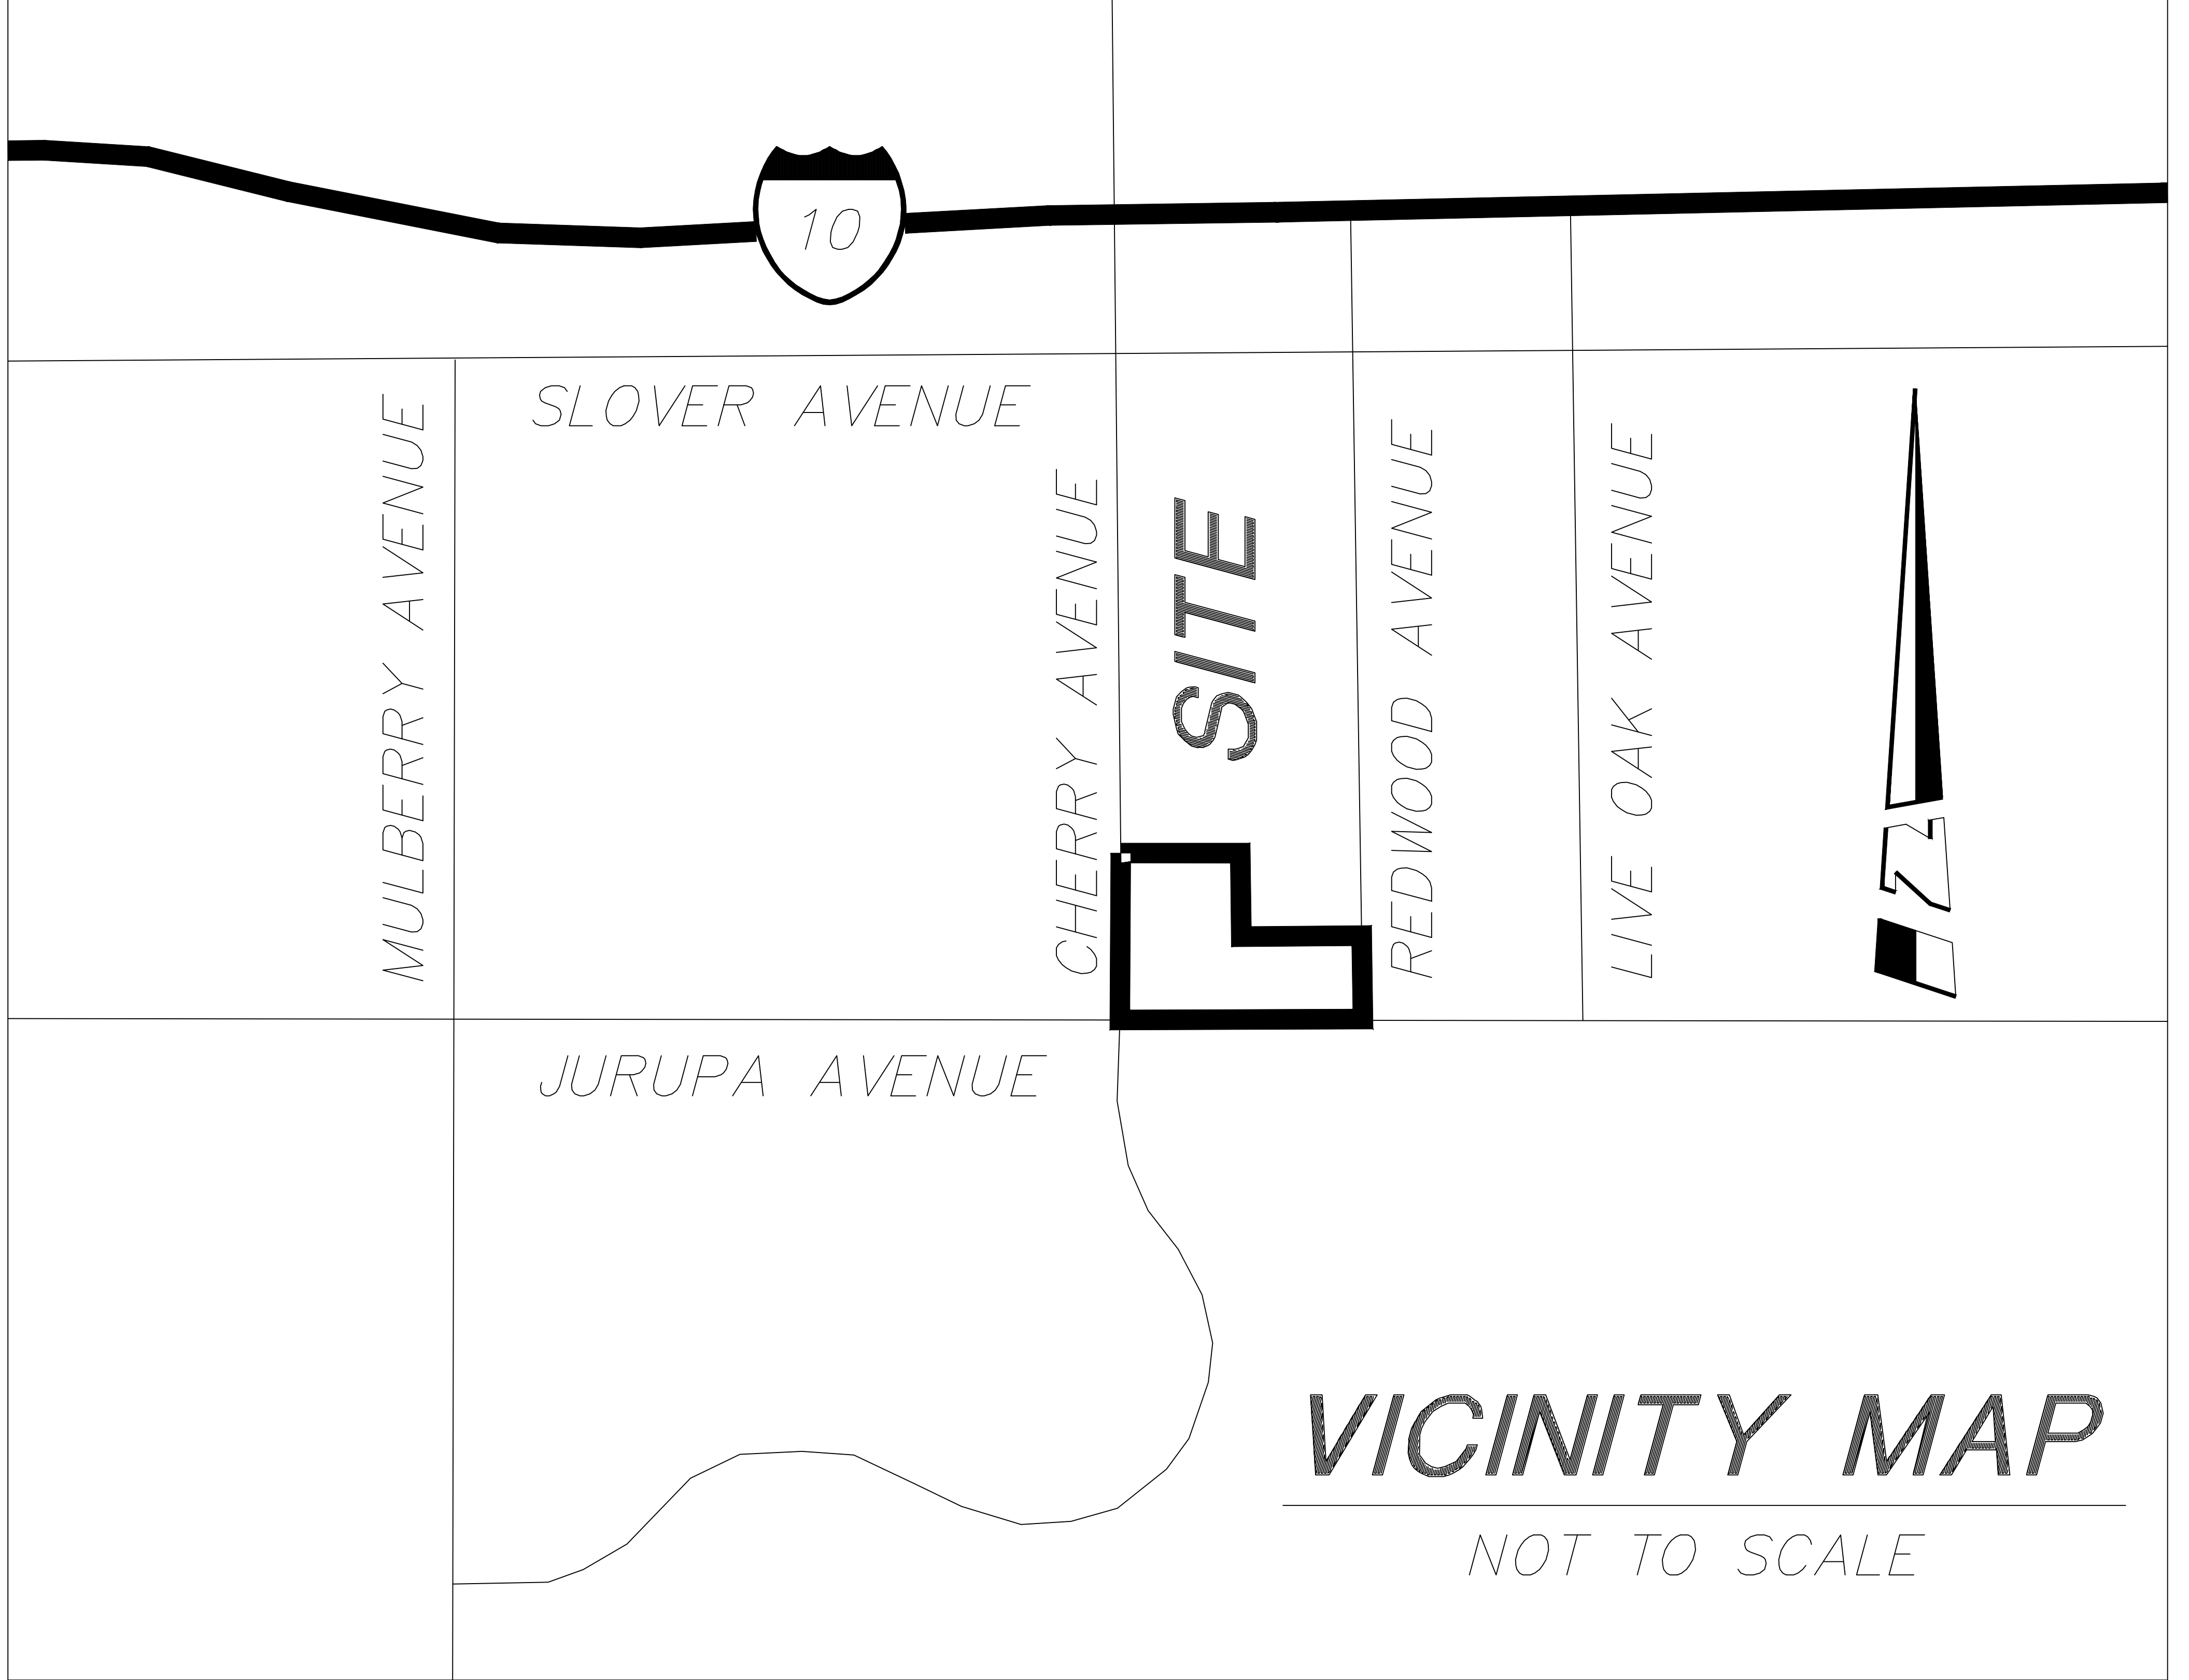 10
SLOVER AVENUE
MULBERRY AVENUE
CHERRY AVENUE
SITE
REDWOOD AVENUE
LIVE OAK AVENUE
N
JURUPA AVENUE
VICINITY MAP
NOT TO SCALE